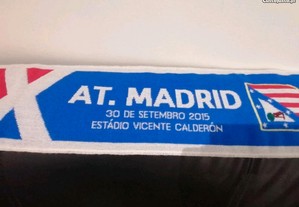 AT. MADRID
30 DE SETEMBRO 2015
ESTÁDIO VICENTE CALDERÓN